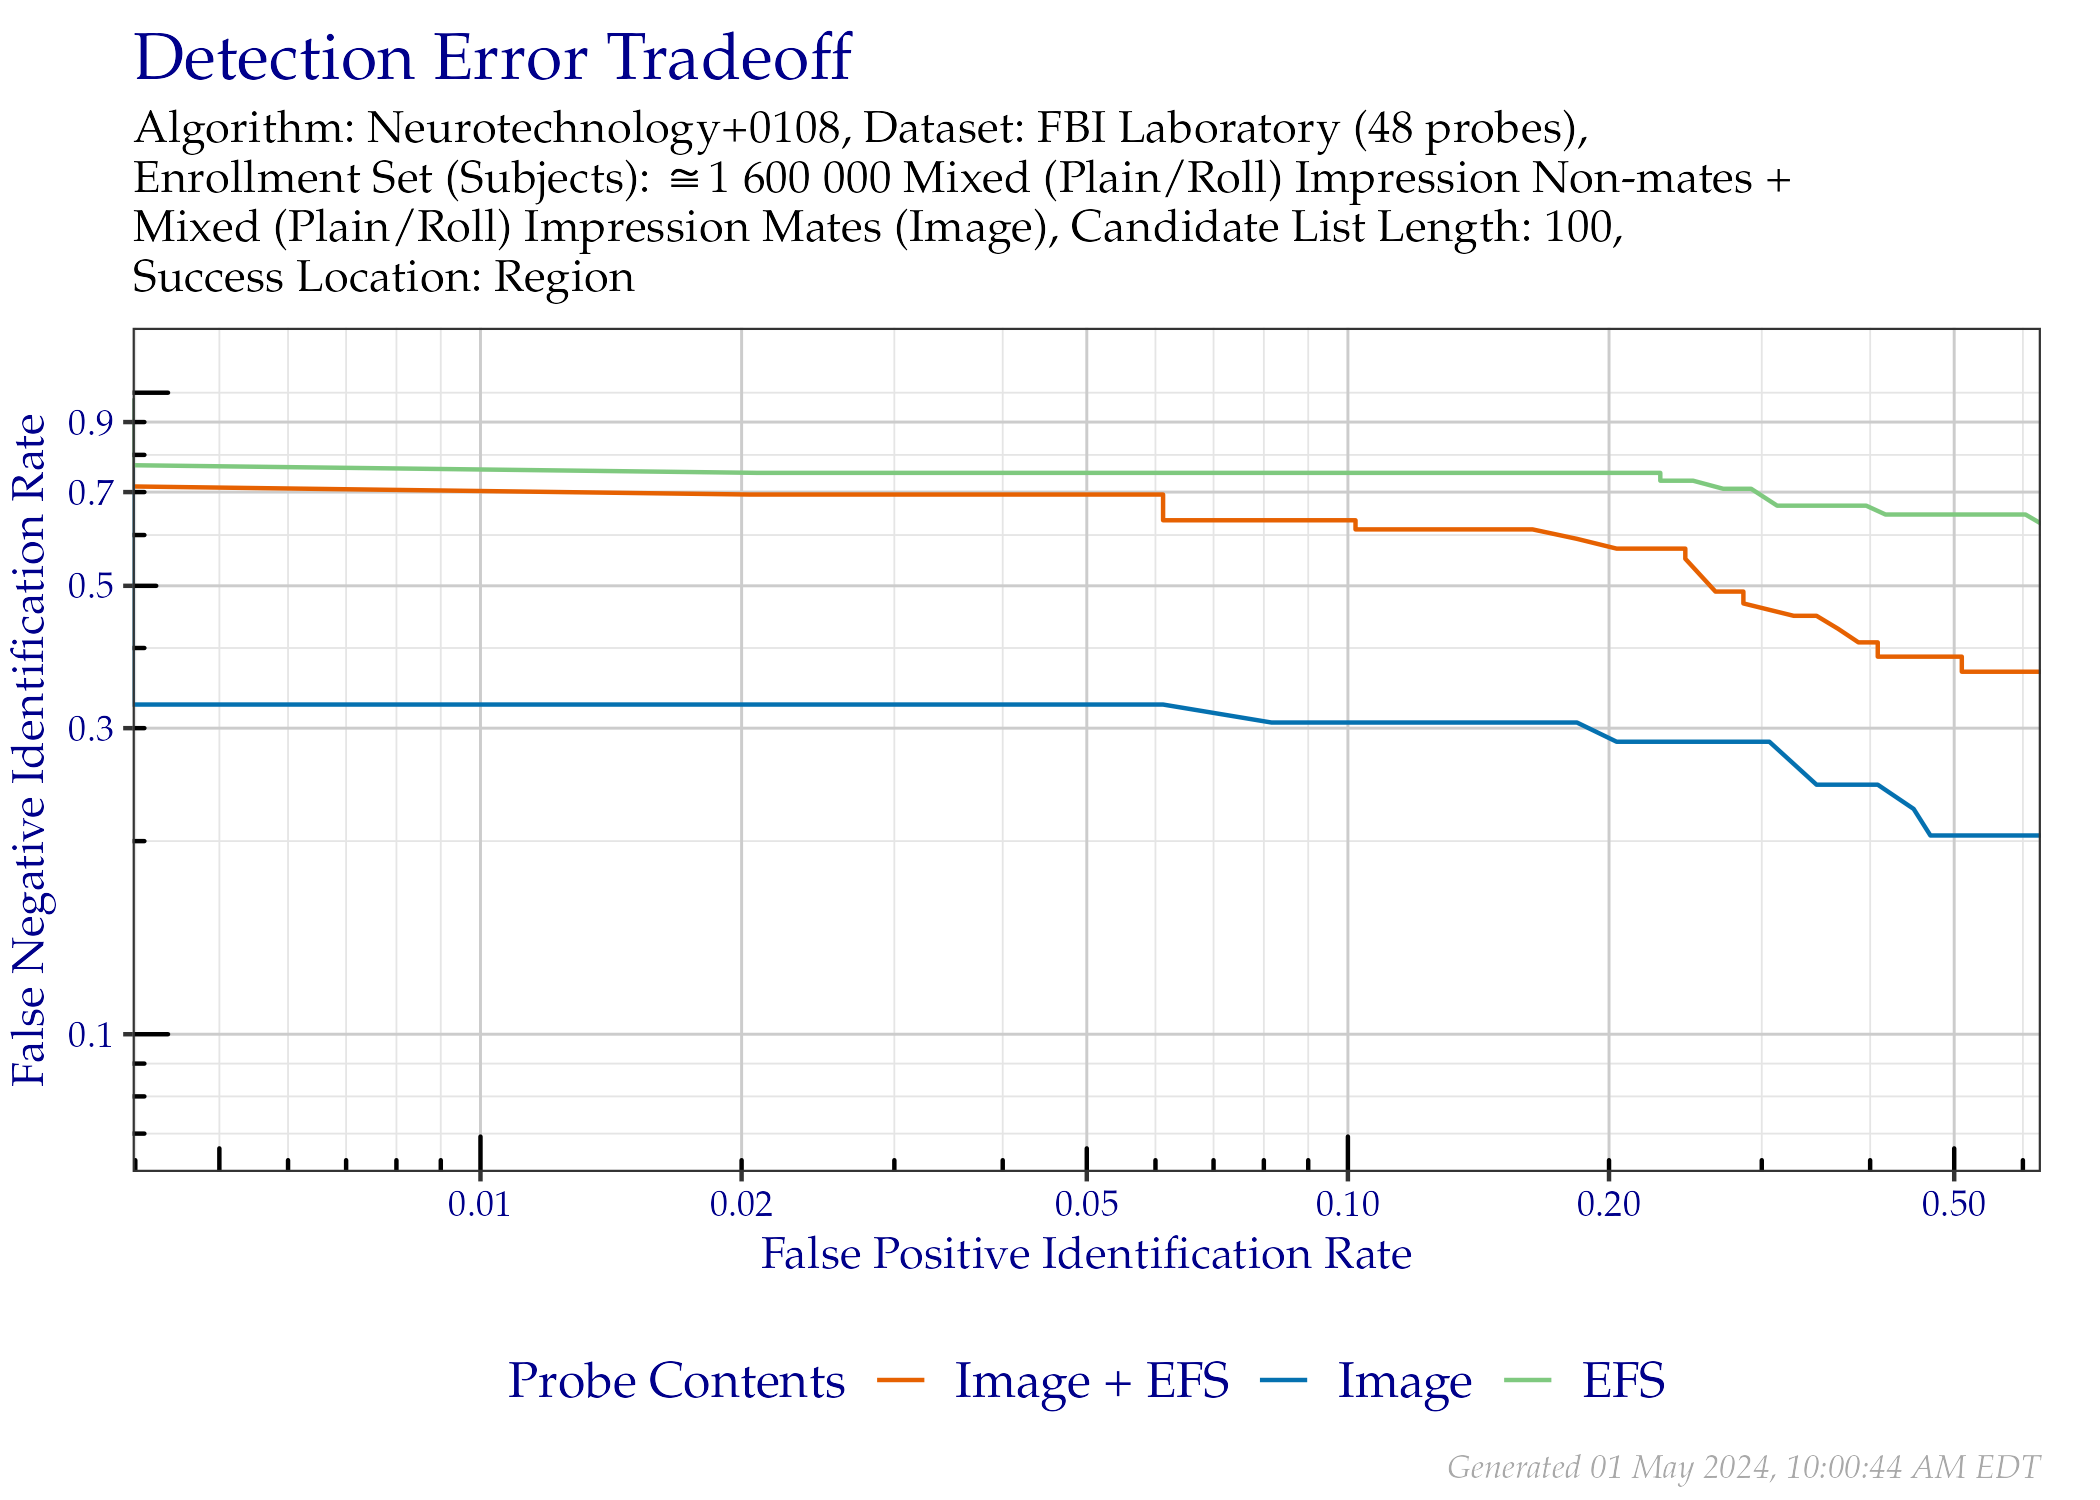 Detection Error Tradeoff
Algorithm: Neurotechnology+0108, Dataset: FBI Laboratory (48 probes),
Enrollment Set (Subjects): ≅1 600 000 Mixed (Plain/Roll) Impression Non-mates +
Mixed (Plain/Roll) Impression Mates (Image), Candidate List Length: 100,
Success Location: Region
False Negative Identification Rate
0.9
0.7
0.5
0.3
0.1
0.01 0.02 0.05 0.10 0.20 0.50
False Positive Identification Rate
Probe Contents Image + EFS Image EFS
Generated 01 May 2024, 10:00:44 AM EDT